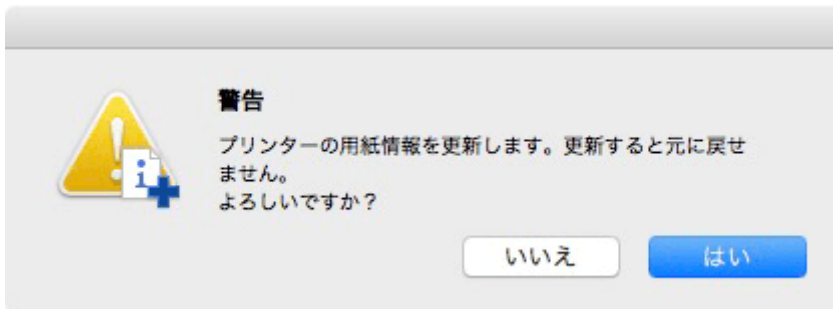 警告
プリンターの用紙情報を更新します。更新すると元に戻せ
ません。
よろしいですか？
いいえ
はい